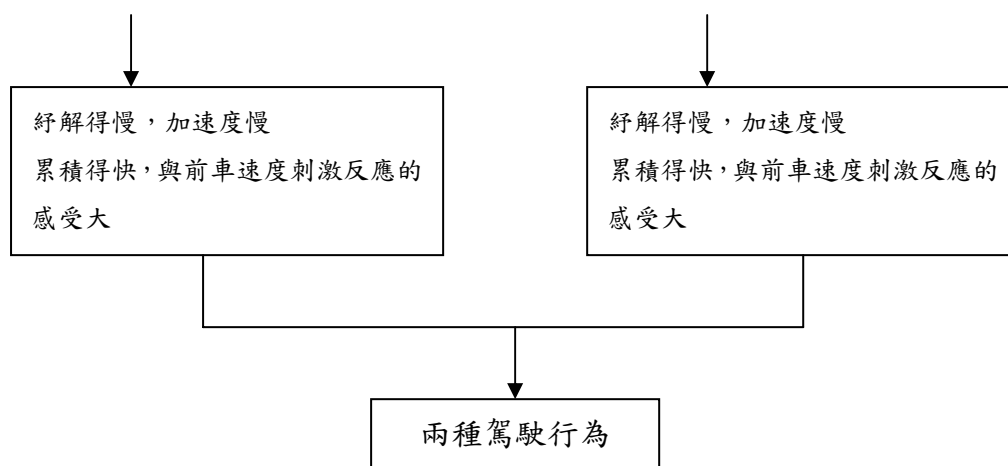 紓解得慢，加速度慢
累積得快，與前車速度刺激反應的
感受大
紓解得慢，加速度慢
累積得快，與前車速度刺激反應的
感受大
兩種駕駛行為